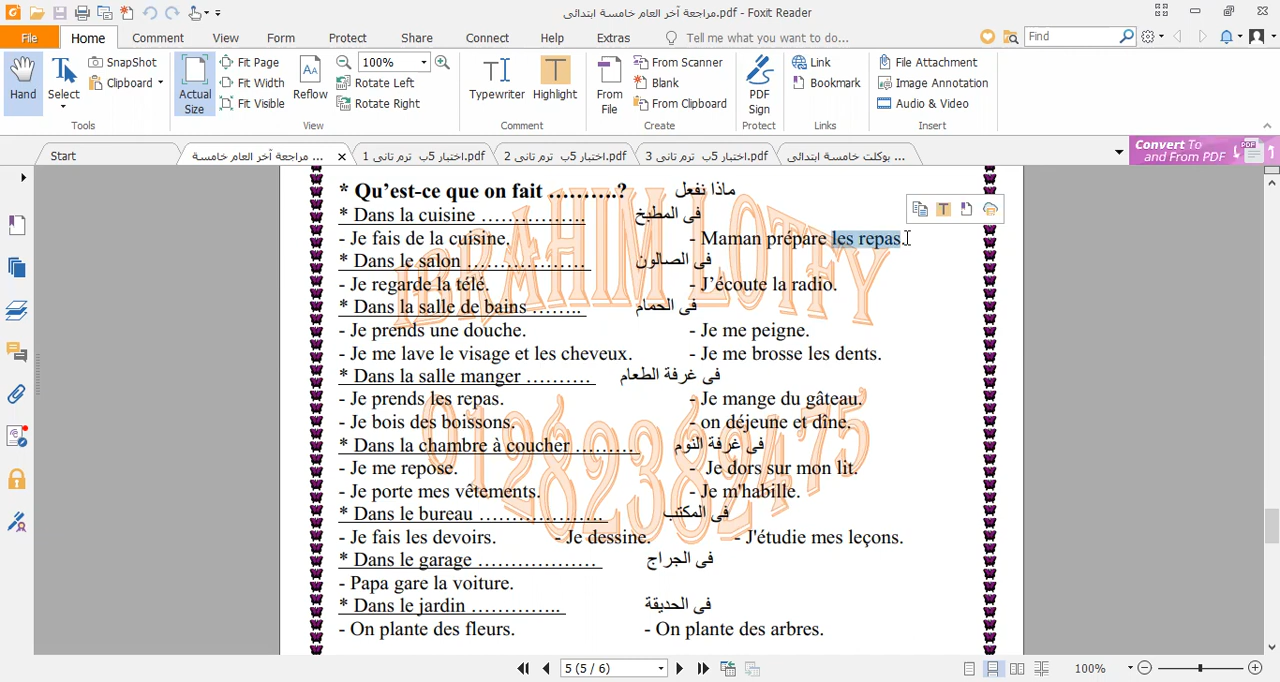 مراجعة آخر العام خامسة ابتدائى.pdf - Foxit Reader
File Home Comment View Form Protect Share Connect Help Extras Tell me what you want to do... Find
Hand Select SnapShot Clipboard Actual Size Fit Page Fit Width Fit Visible Reflow 100% Rotate Left Rotate Right Typewriter Highlight From File From Scanner Blank From Clipboard PDF Sign Link Bookmark File Attachment Image Annotation Audio & Video
Tools View Comment Create Protect Links Insert
Start
مراجعة آخر العام خامسة ...
اختبار 5ب ترم ثانى 1.pdf
اختبار 5ب ترم ثانى 2.pdf
اختبار 5ب ترم ثانى 3.pdf
بوكلت خامسة ابتدائى ...
Convert To and From PDF
* Qu’est-ce que on fait ……….? ماذا نفعل
* Dans la cuisine …………… فى المطبخ
- Je fais de la cuisine. - Maman prépare les repas.
* Dans le salon ……………… فى الصالون
- Je regarde la télé. - J’écoute la radio.
* Dans la salle de bains …….. فى الحمام
- Je prends une douche. - Je me peigne.
- Je me lave le visage et les cheveux. - Je me brosse les dents.
* Dans la salle manger ……… فى غرفة الطعام
- Je prends les repas. - Je mange du gâteau.
- Je bois des boissons. - on déjeune et dîne.
* Dans la chambre à coucher ……… فى غرفة النوم
- Je me repose. - Je dors sur mon lit.
- Je porte mes vêtements. - Je m'habille.
* Dans le bureau ……………… فى المكتب
- Je fais les devoirs. - Je dessine. - J'étudie mes leçons.
* Dans le garage ……………… فى الجراج
- Papa gare la voiture.
* Dans le jardin ………….. فى الحديقة
- On plante des fleurs. - On plante des arbres.
IBRAHIM LOTFY
01282382475
5 (5 / 6) 100%